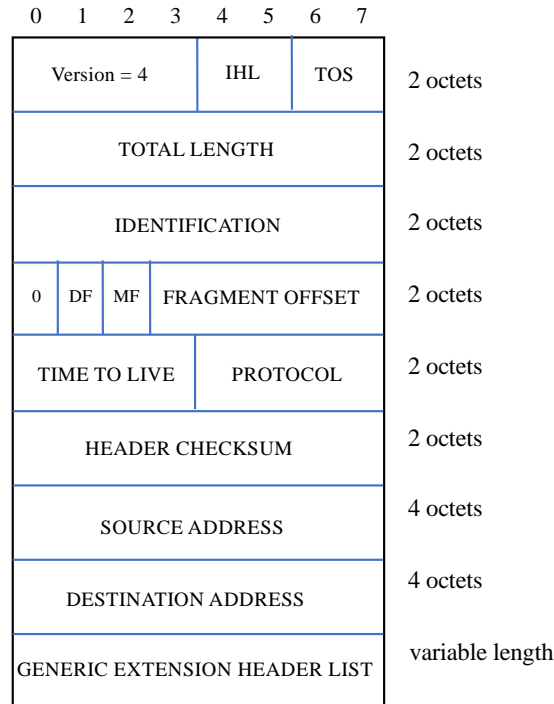 0 1 2 3 4 5 6 7
Version = 4 IHL TOS 2 octets
TOTAL LENGTH 2 octets
IDENTIFICATION 2 octets
0 DF MF FRAGMENT OFFSET 2 octets
TIME TO LIVE PROTOCOL 2 octets
HEADER CHECKSUM 2 octets
SOURCE ADDRESS 4 octets
DESTINATION ADDRESS 4 octets
GENERIC EXTENSION HEADER LIST variable length